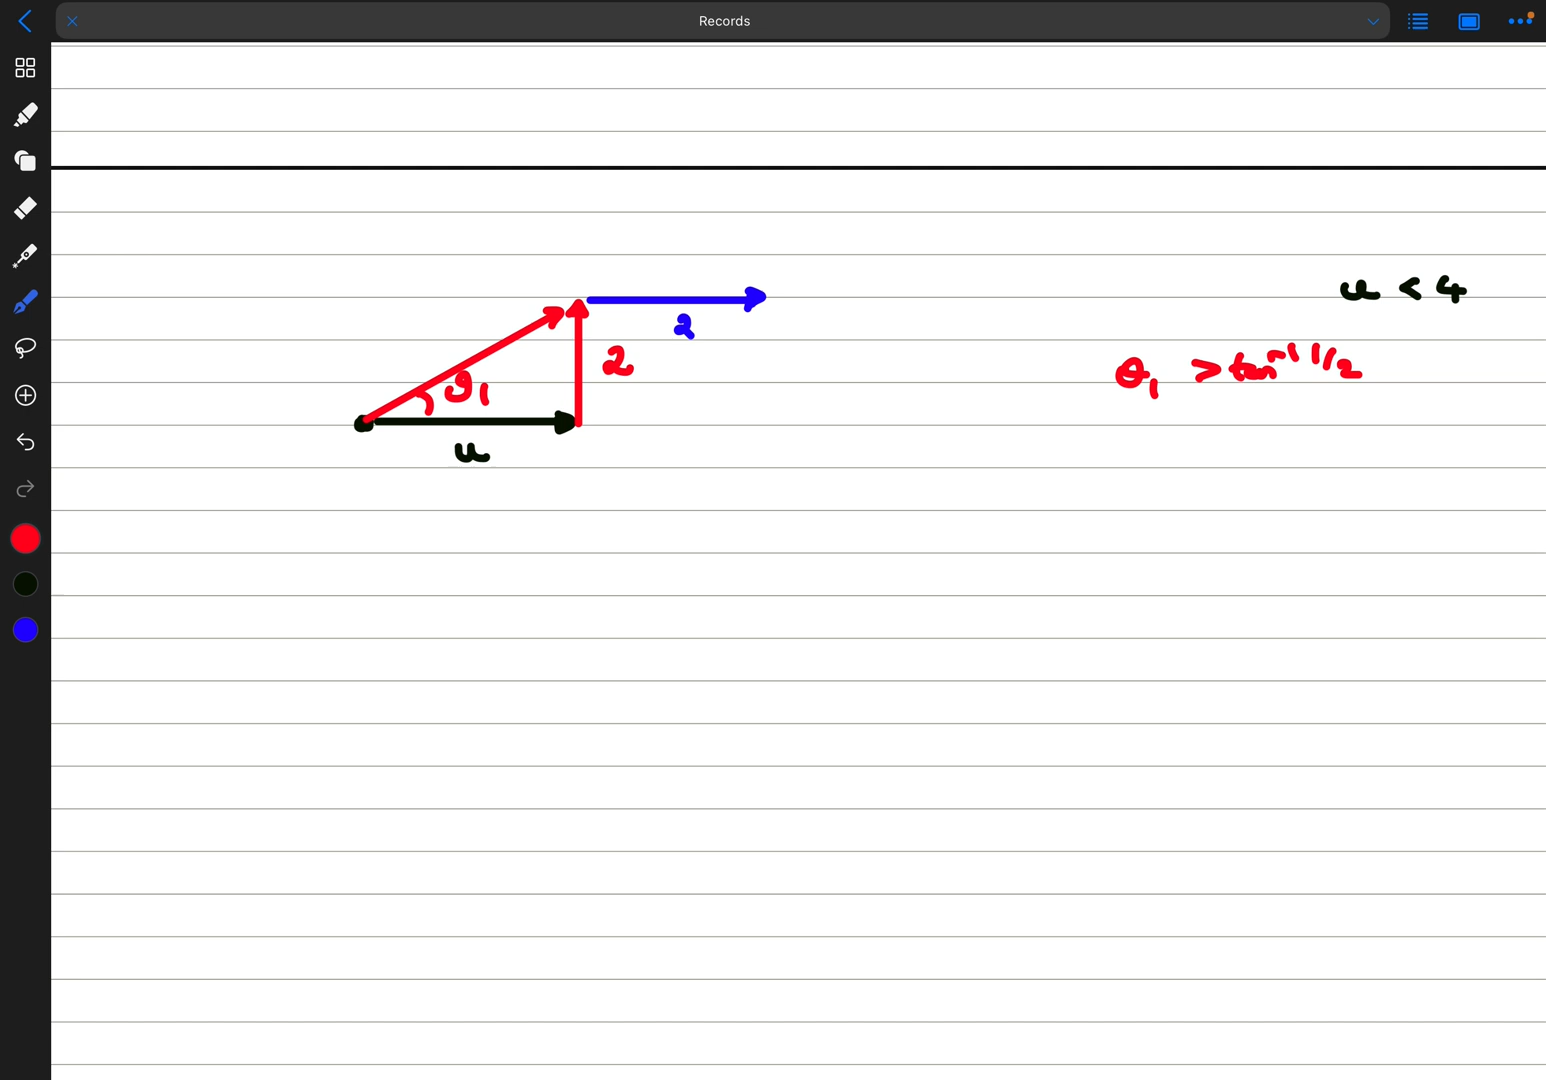 Records
u < 4
2
2
θ₁ > tan⁻¹ 1/2
θ₁
u